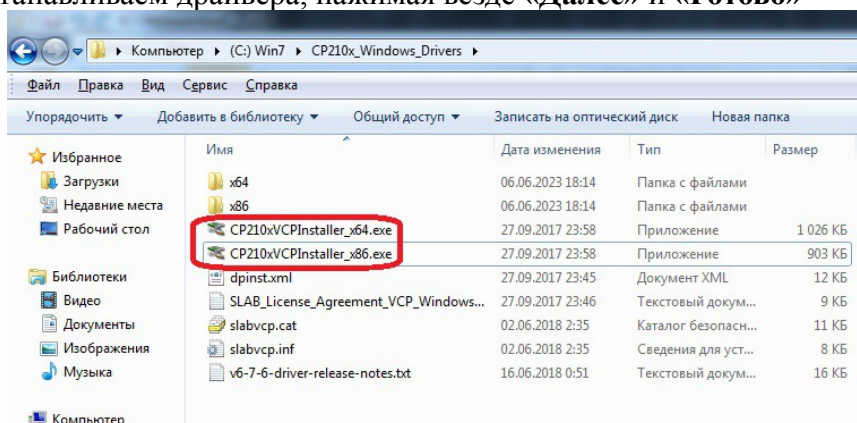 танавливаем драйвера, нажимая везде «Далее» и «Готово»
Компьютер ▸ (C:) Win7 ▸ CP210x_Windows_Drivers ▸
Файл Правка Вид Сервис Справка
Упорядочить Добавить в библиотеку Общий доступ Записать на оптический диск Новая папка
Имя Дата изменения Тип Размер
Избранное
Загрузки
Недавние места
Рабочий стол
Библиотеки
Видео
Документы
Изображения
Музыка
Компьютер
x64 06.06.2023 18:14 Папка с файлами
x86 06.06.2023 18:14 Папка с файлами
CP210xVCPInstaller_x64.exe 27.09.2017 23:58 Приложение 1 026 КБ
CP210xVCPInstaller_x86.exe 27.09.2017 23:58 Приложение 903 КБ
dpinst.xml 27.09.2017 23:45 Документ XML 12 КБ
SLAB_License_Agreement_VCP_Windows... 27.09.2017 23:46 Текстовый докум... 9 КБ
slabvcp.cat 02.06.2018 2:35 Каталог безопасн... 11 КБ
slabvcp.inf 02.06.2018 2:35 Сведения для уст... 8 КБ
v6-7-6-driver-release-notes.txt 16.06.2018 0:51 Текстовый докум... 16 КБ